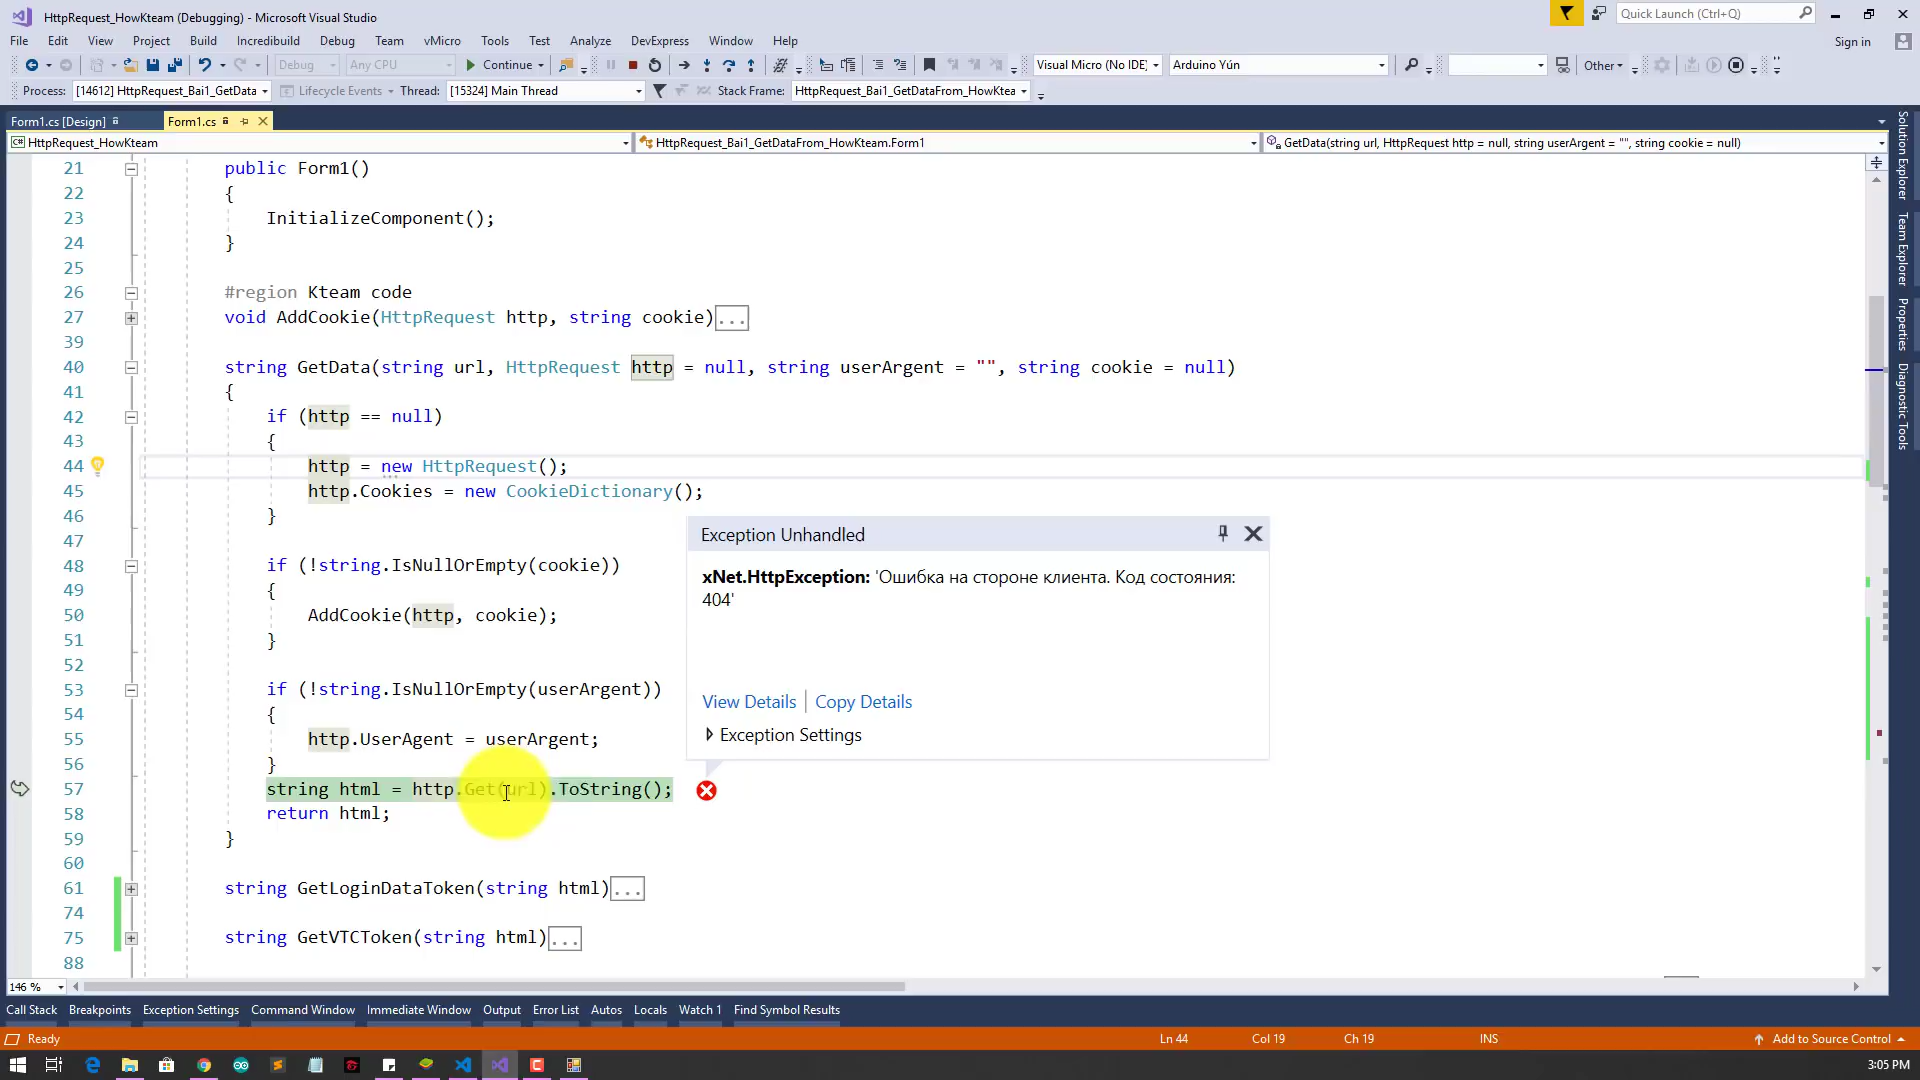 HttpRequest_HowKteam (Debugging) - Microsoft Visual Studio
Quick Launch (Ctrl+Q)
File Edit View Project Build Incredibuild Debug Team vMicro Tools Test Analyze DevExpress Window Help
Sign in
Debug Any CPU Continue Visual Micro (No IDE) Arduino Yún Other
Process: [14612] HttpRequest_Bai1_GetData Lifecycle Events Thread: [15324] Main Thread Stack Frame: HttpRequest_Bai1_GetDataFrom_HowKtea
Form1.cs [Design] Form1.cs
HttpRequest_HowKteam HttpRequest_Bai1_GetDataFrom_HowKteam.Form1 GetData(string url, HttpRequest http = null, string userArgent = "", string cookie = null)
21 public Form1()
22 {
23 InitializeComponent();
24 }
25
26 #region Kteam code
27 void AddCookie(HttpRequest http, string cookie)...
39
40 string GetData(string url, HttpRequest http = null, string userArgent = "", string cookie = null)
41 {
42 if (http == null)
43 {
44 http = new HttpRequest();
45 http.Cookies = new CookieDictionary();
46 }
47
48 if (!string.IsNullOrEmpty(cookie))
49 {
50 AddCookie(http, cookie);
51 }
52
53 if (!string.IsNullOrEmpty(userArgent))
54 {
55 http.UserAgent = userArgent;
56 }
57 string html = http.Get(url).ToString();
58 return html;
59 }
60
61 string GetLoginDataToken(string html)...
74
75 string GetVTCToken(string html)...
88
Exception Unhandled
xNet.HttpException: 'Ошибка на стороне клиента. Код состояния:
404'
View Details Copy Details
Exception Settings
Solution Explorer
Team Explorer
Properties
Diagnostic Tools
146 %
Call Stack Breakpoints Exception Settings Command Window Immediate Window Output Error List Autos Locals Watch 1 Find Symbol Results
Ready Ln 44 Col 19 Ch 19 INS Add to Source Control
3:05 PM